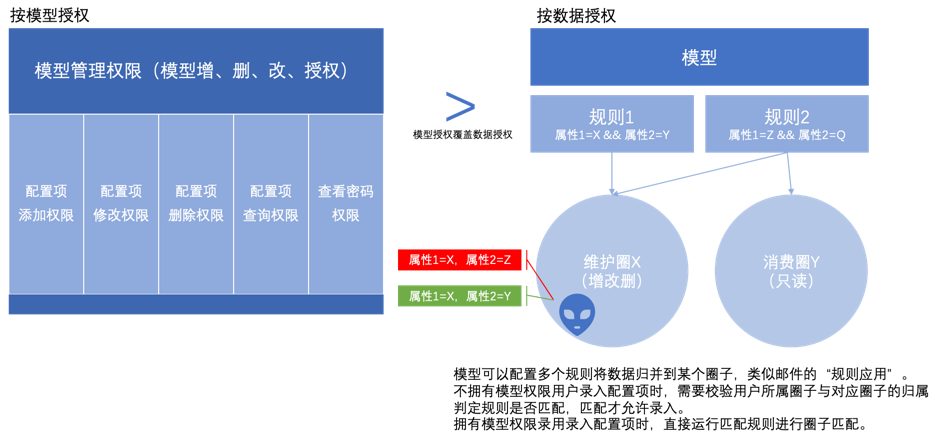 按模型授权
模型管理权限（模型增、删、改、授权）
配置项
添加权限
配置项
修改权限
配置项
删除权限
配置项
查询权限
查看密码
权限
>
模型授权覆盖数据授权
按数据授权
模型
规则1
属性1=X && 属性2=Y
规则2
属性1=Z && 属性2=Q
属性1=X，属性2=Z
属性1=X，属性2=Y
维护圈X
（增改删）
消费圈Y
（只读）
模型可以配置多个规则将数据归并到某个圈子，类似邮件的“规则应用”。
不拥有模型权限用户录入配置项时，需要校验用户所属圈子与对应圈子的归属
判定规则是否匹配，匹配才允许录入。
拥有模型权限录用录入配置项时，直接运行匹配规则进行圈子匹配。